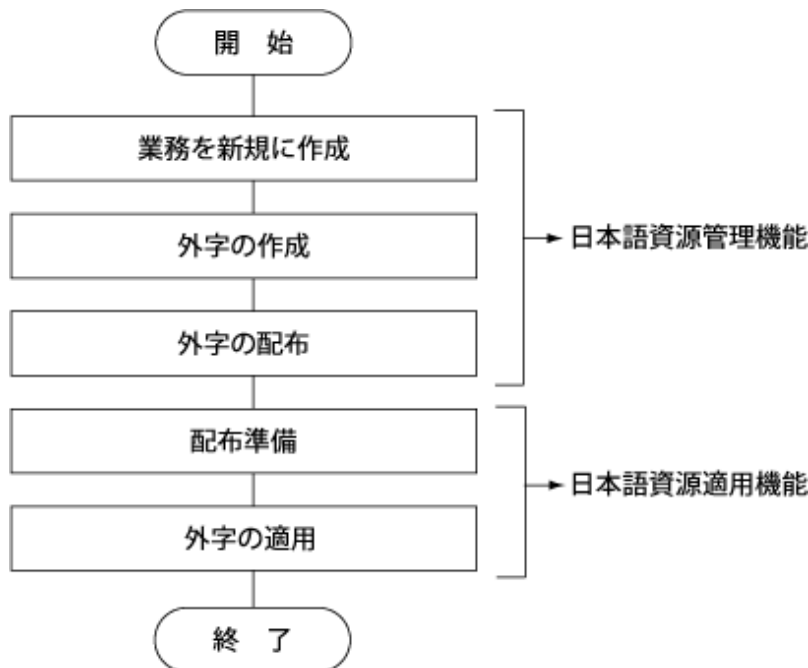 開　始
業務を新規に作成
外字の作成
日本語資源管理機能
外字の配布
配布準備
日本語資源適用機能
外字の適用
終　了